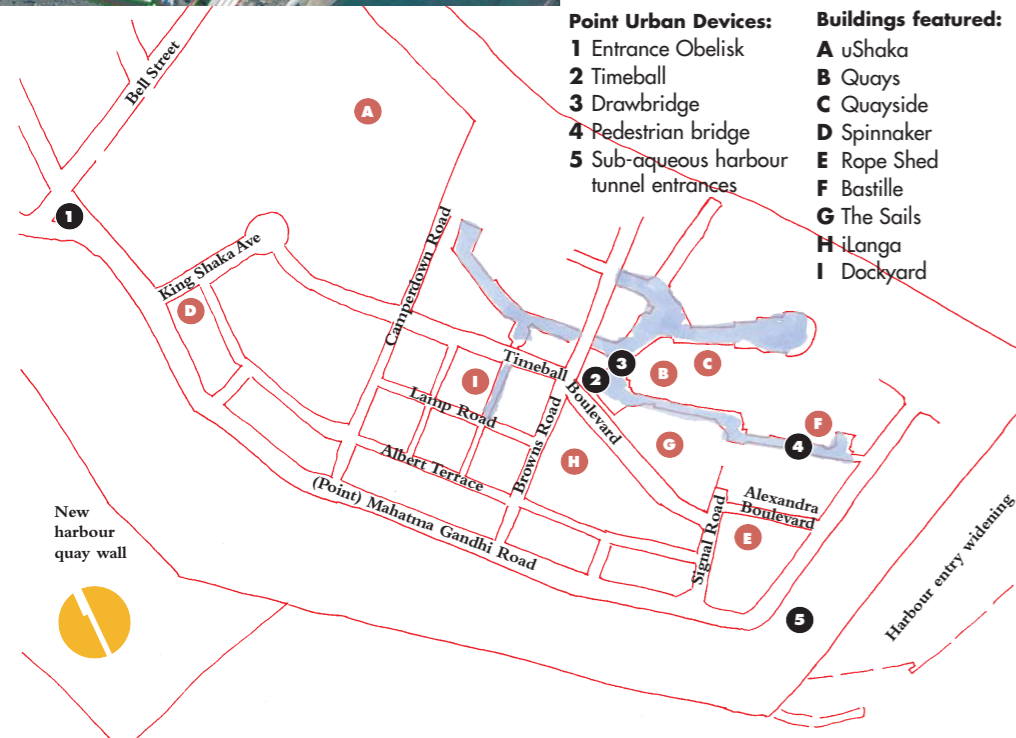 Point Urban Devices:
1 Entrance Obelisk
2 Timeball
3 Drawbridge
4 Pedestrian bridge
5 Sub-aqueous harbour
tunnel entrances
Buildings featured:
A uShaka
B Quays
C Quayside
D Spinnaker
E Rope Shed
F Bastille
G The Sails
H iLanga
I Dockyard
Bell Street
A
1
King Shaka Ave
D
Camperdown Road
I
Timeball
Boulevard
2
3
B
C
Lamp Road
Browns Road
G
4
F
H
Albert Terrace
(Point) Mahatma Gandhi Road
Signal Road
Alexandra
Boulevard
E
5
New
harbour
quay wall
Harbour entry widening